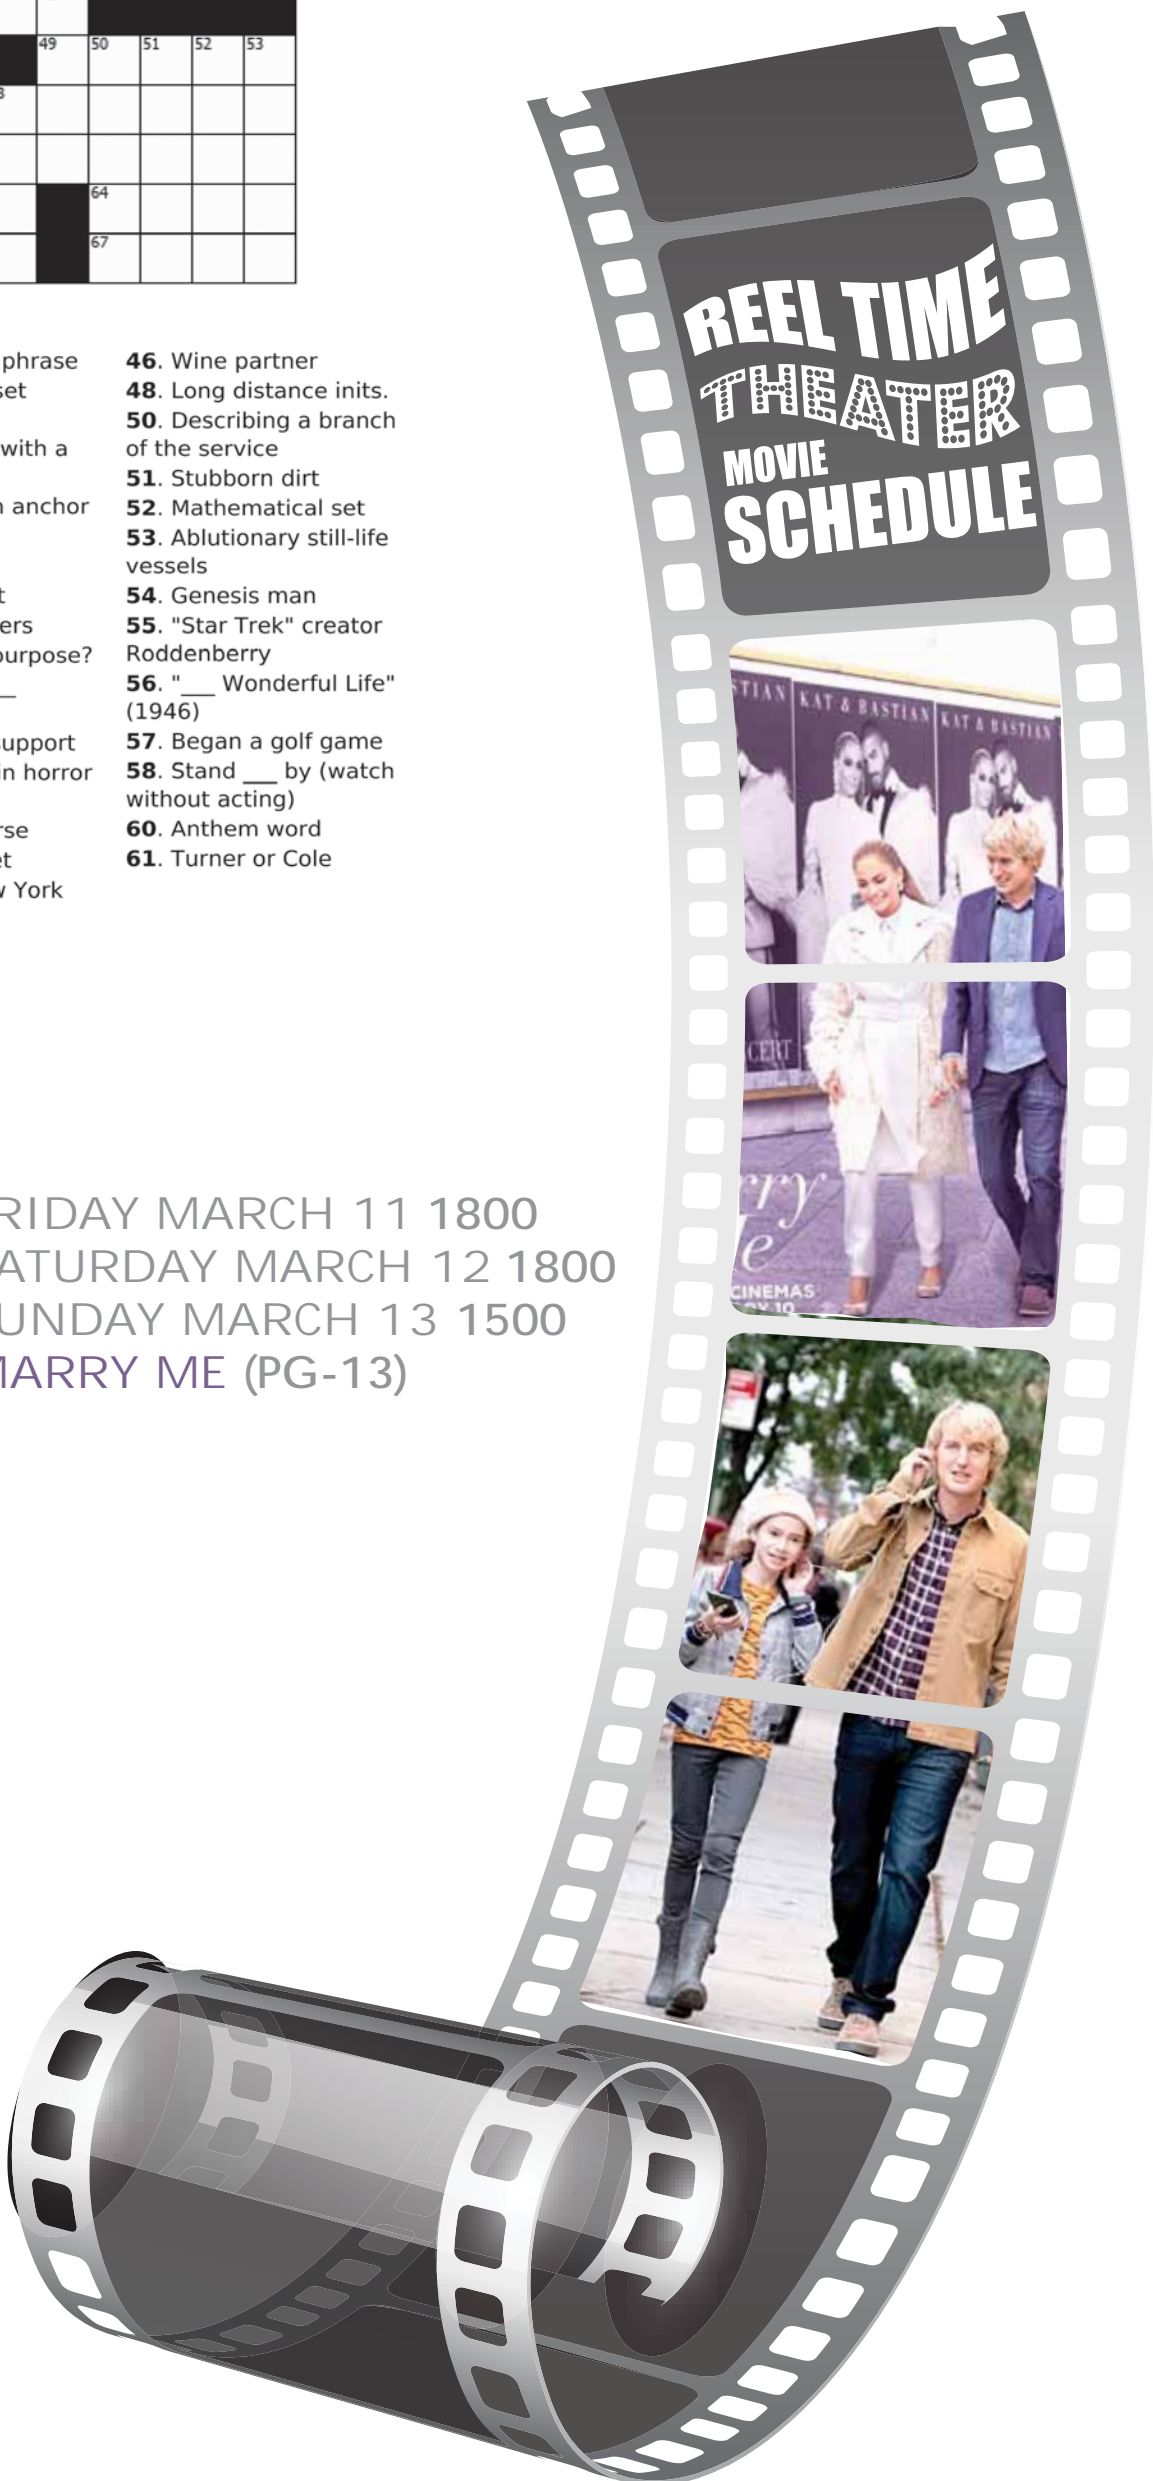 49 50 51 52 53
64
67
phrase
set
with a
anchor
ers
purpose?
support
in horror
York
46. Wine partner
48. Long distance inits.
50. Describing a branch
of the service
51. Stubborn dirt
52. Mathematical set
53. Ablutionary still-life
vessels
54. Genesis man
55. "Star Trek" creator
Roddenberry
56. "___ Wonderful Life"
(1946)
57. Began a golf game
58. Stand ___ by (watch
without acting)
60. Anthem word
61. Turner or Cole
REEL TIME
THEATER
MOVIE
SCHEDULE
STIAN KAT & BASTIAN KAT & BASTIAN
CERT
rry
e
CINEMAS
RIDAY MARCH 11 1800
ATURDAY MARCH 12 1800
UNDAY MARCH 13 1500
MARRY ME (PG-13)